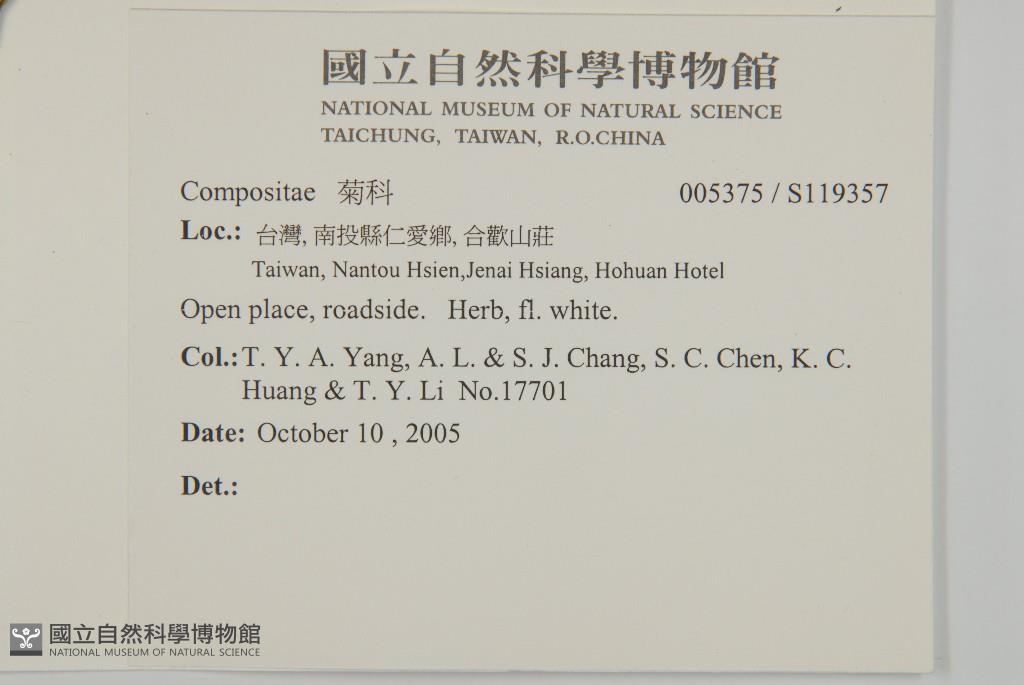 國立自然科學博物館
NATIONAL MUSEUM OF NATURAL SCIENCE
TAICHUNG, TAIWAN, R.O.CHINA
Compositae 菊科 005375 / S119357
Loc.: 台灣, 南投縣仁愛鄉, 合歡山莊
Taiwan, Nantou Hsien,Jenai Hsiang, Hohuan Hotel
Open place, roadside. Herb, fl. white.
Col.: T. Y. A. Yang, A. L. & S. J. Chang, S. C. Chen, K. C.
Huang & T. Y. Li No.17701
Date: October 10 , 2005
Det.:
國立自然科學博物館
NATIONAL MUSEUM OF NATURAL SCIENCE